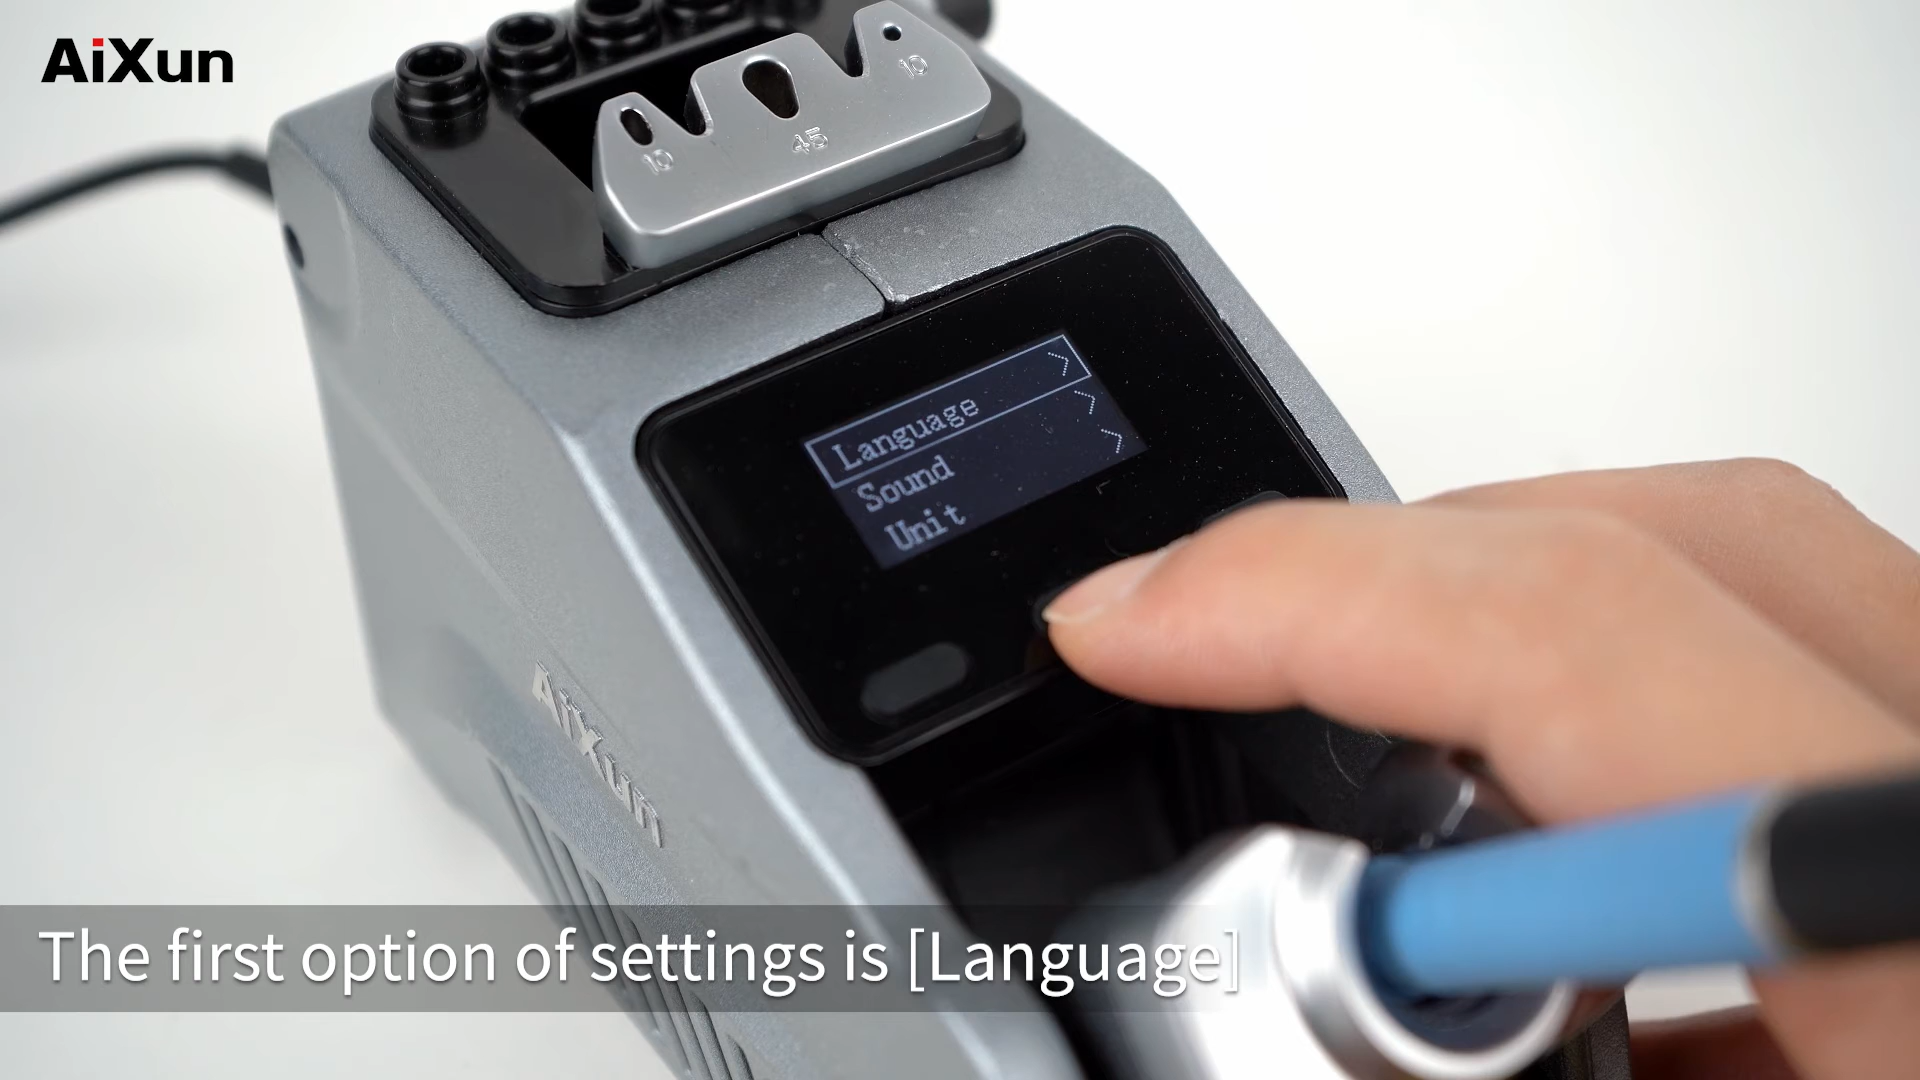 AiXun
10
45
10
Language
Sound
Unit
AiXun
The first option of settings is [Language]